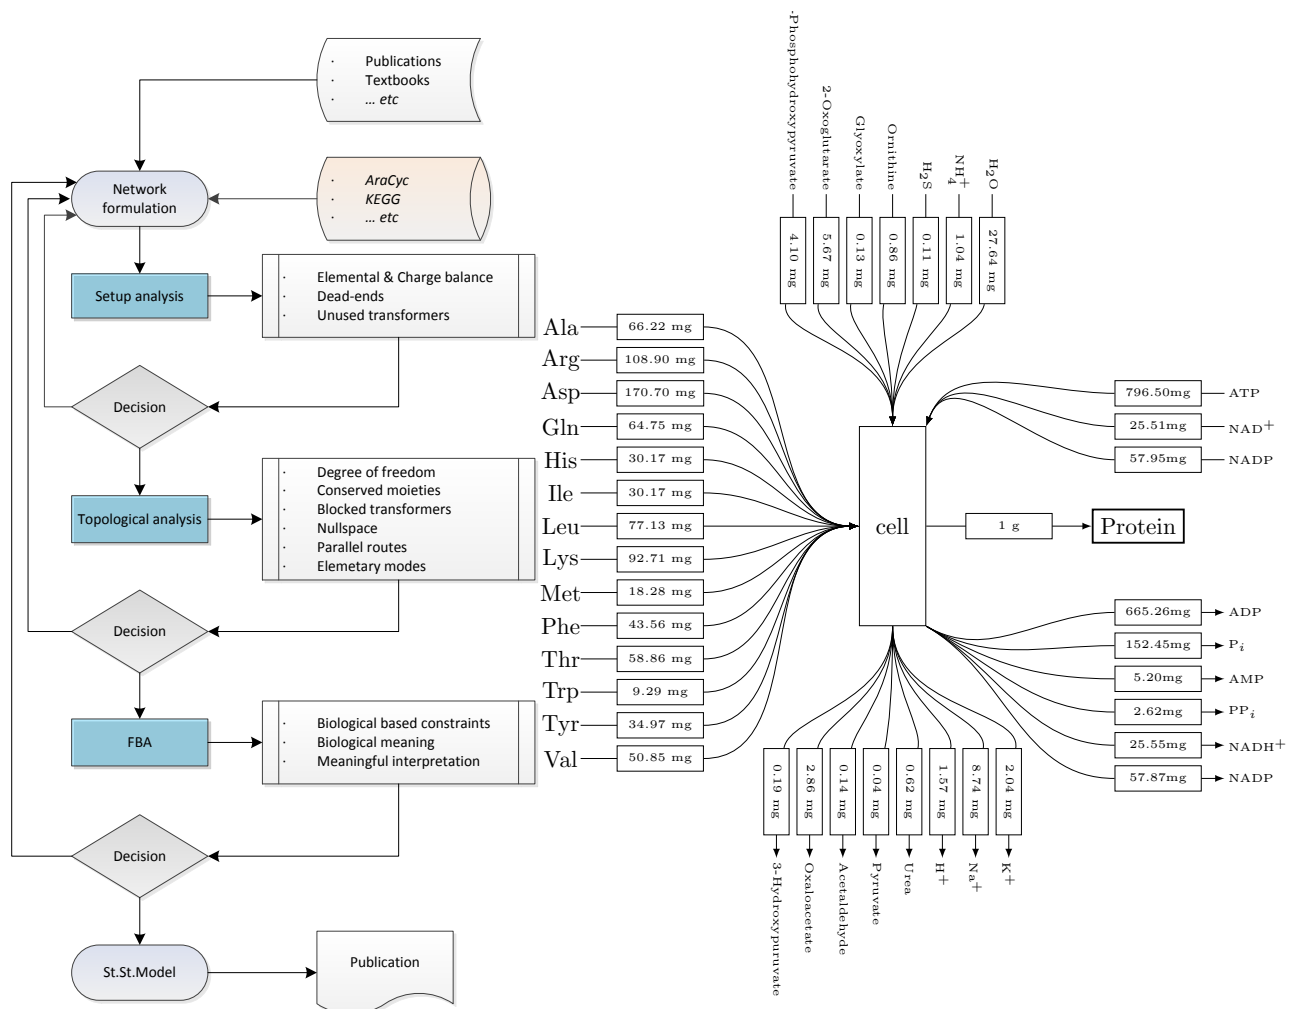 · Publications
· Textbooks
· ... etc
Network
formulation
· AraCyc
· KEGG
· ... etc
Setup analysis
· Elemental & Charge balance
· Dead-ends
· Unused transformers
Decision
Topological analysis
· Degree of freedom
· Conserved moieties
· Blocked transformers
· Nullspace
· Parallel routes
· Elemetary modes
Decision
FBA
· Biological based constraints
· Biological meaning
· Meaningful interpretation
Decision
St.St.Model
Publication
·Phosphohydroxypyruvate 4.10 mg
2-Oxoglutarate 5.67 mg
Glyoxylate 0.13 mg
Ornithine 0.86 mg
H2S 0.11 mg
NH4+ 1.04 mg
H2O 27.64 mg
Ala 66.22 mg
Arg 108.90 mg
Asp 170.70 mg
Gln 64.75 mg
His 30.17 mg
Ile 30.17 mg
Leu 77.13 mg
Lys 92.71 mg
Met 18.28 mg
Phe 43.56 mg
Thr 58.86 mg
Trp 9.29 mg
Tyr 34.97 mg
Val 50.85 mg
cell
796.50mg ATP
25.51mg NAD+
57.95mg NADP
1 g Protein
665.26mg ADP
152.45mg Pi
5.20mg AMP
2.62mg PPi
25.55mg NADH+
57.87mg NADP
0.19 mg 3-Hydroxypuruvate
2.86 mg Oxaloacetate
0.14 mg Acetaldehyde
0.04 mg Pyruvate
0.62 mg Urea
1.57 mg H+
8.74 mg Na+
2.04 mg K+